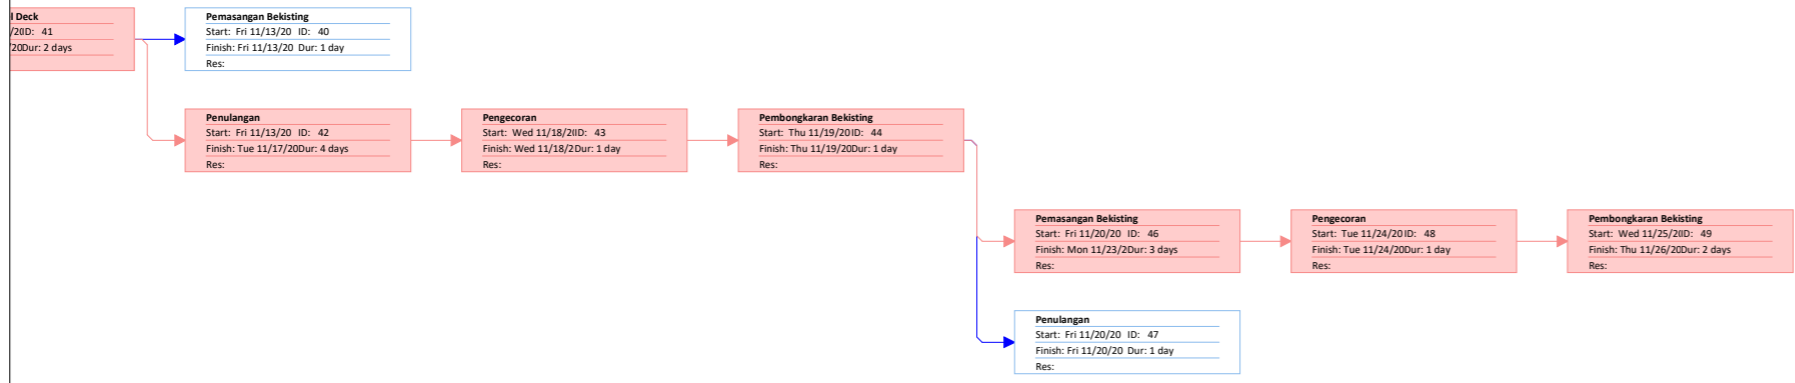 l Deck
/20ID: 41
/20Dur: 2 days
Pemasangan Bekisting
Start: Fri 11/13/20 ID: 40
Finish: Fri 11/13/20 Dur: 1 day
Res:
Penulangan
Start: Fri 11/13/20 ID: 42
Finish: Tue 11/17/20Dur: 4 days
Res:
Pengecoran
Start: Wed 11/18/20ID: 43
Finish: Wed 11/18/2Dur: 1 day
Res:
Pembongkaran Bekisting
Start: Thu 11/19/20ID: 44
Finish: Thu 11/19/20Dur: 1 day
Res:
Pemasangan Bekisting
Start: Fri 11/20/20 ID: 46
Finish: Mon 11/23/2Dur: 3 days
Res:
Pengecoran
Start: Tue 11/24/20ID: 48
Finish: Tue 11/24/20Dur: 1 day
Res:
Pembongkaran Bekisting
Start: Wed 11/25/20ID: 49
Finish: Thu 11/26/20Dur: 2 days
Res:
Penulangan
Start: Fri 11/20/20 ID: 47
Finish: Fri 11/20/20 Dur: 1 day
Res: